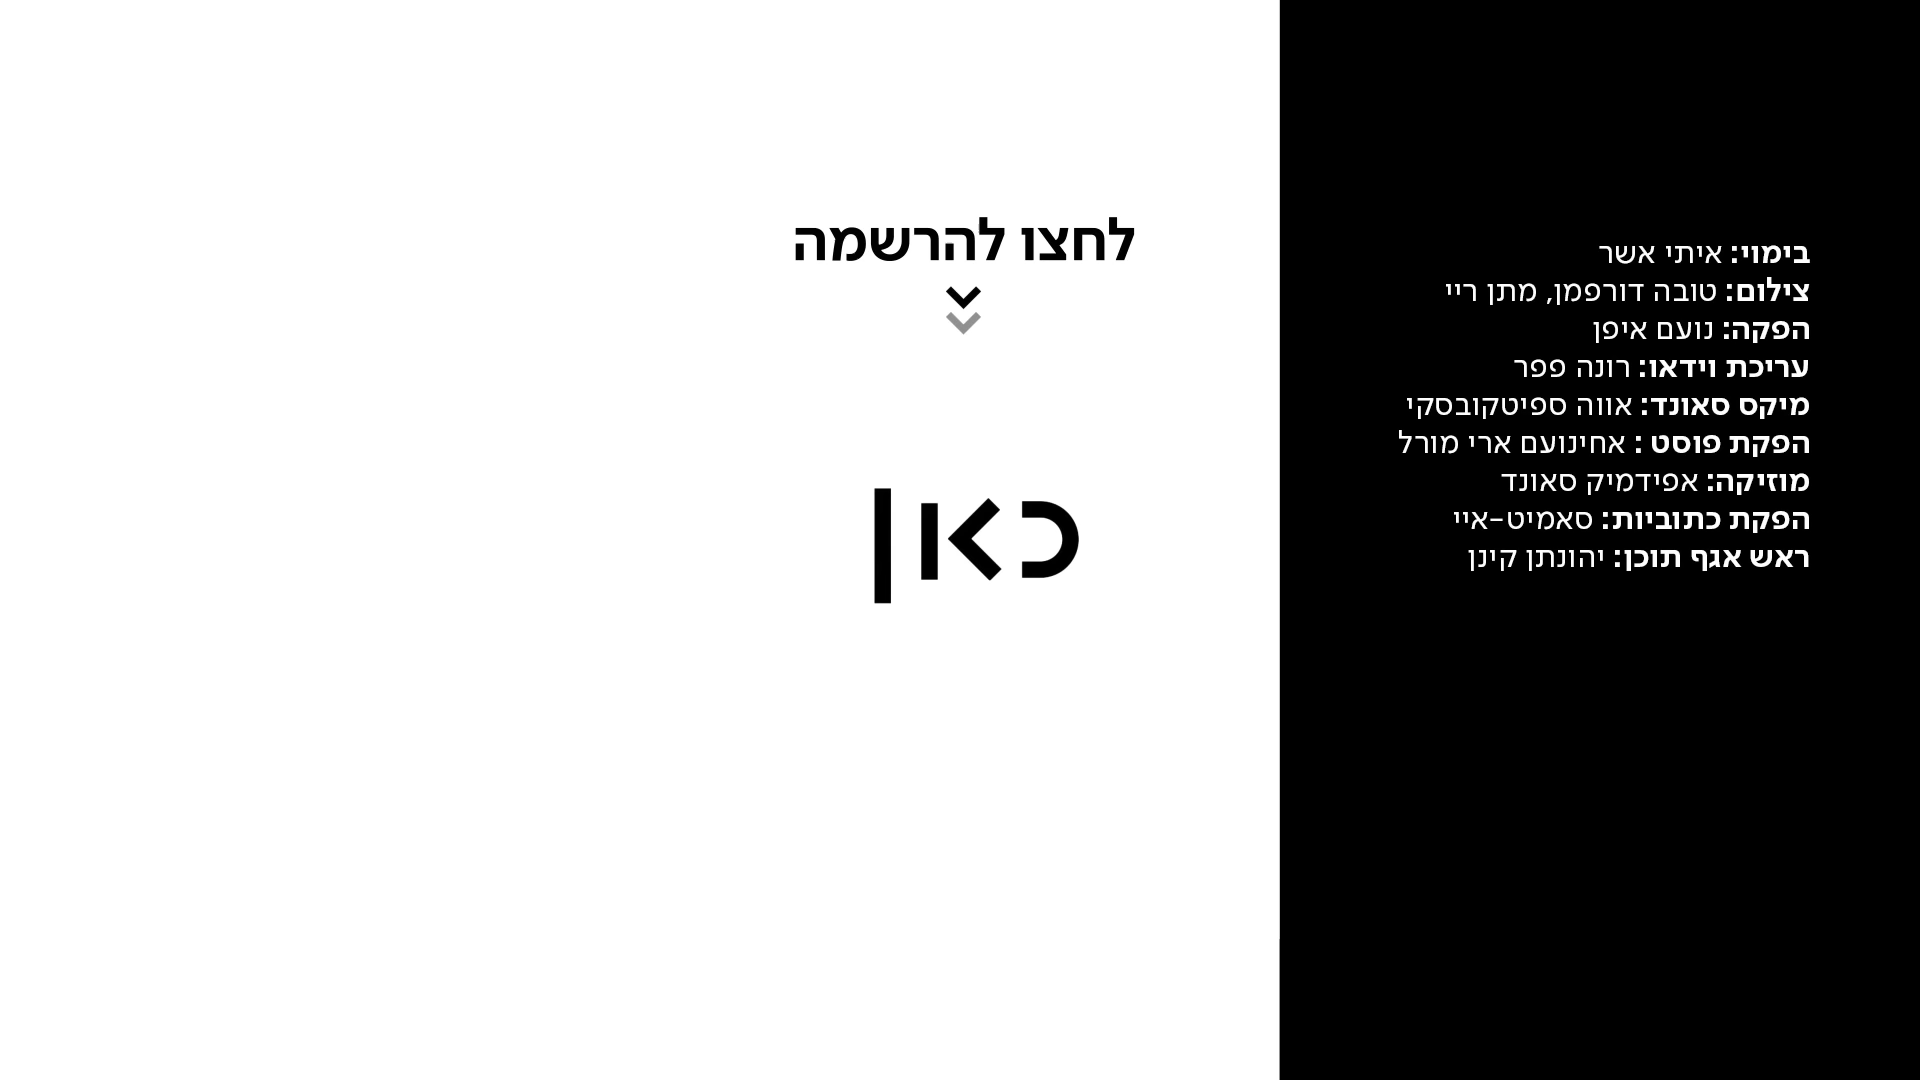 בימוי: איתי אשר
צילום: טובה דורפמן, מתן ריי
הפקה: נועם איפן
עריכת וידאו: רונה פפר
מיקס סאונד: אווה ספיטקובסקי
הפקת פוסט : אחינועם ארי מורל
מוזיקה: אפידמיק סאונד
הפקת כתוביות: סאמיט-איי
ראש אגף תוכן: יהונתן קינן
לחצו להרשמה
כאן